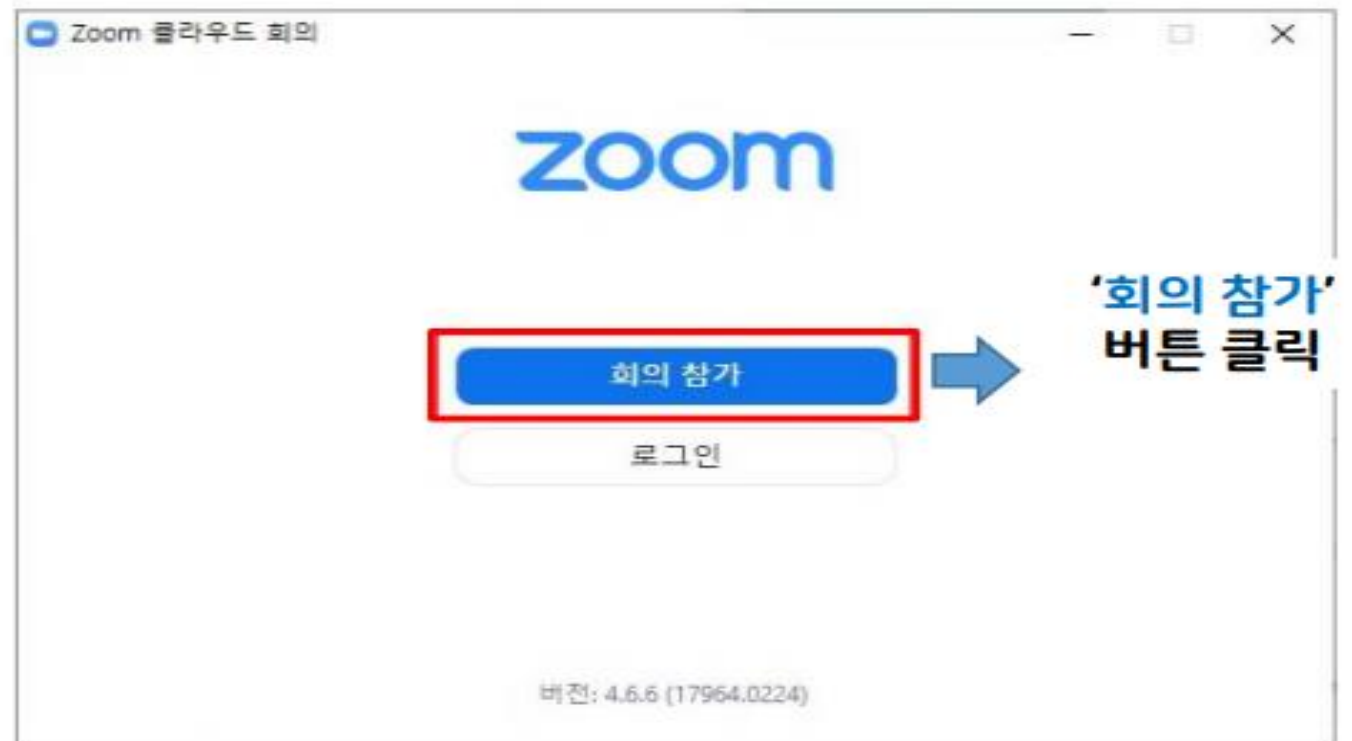 Zoom 클라우드 회의
zoom
'회의 참가'
버튼 클릭
회의 참가
로그인
버전: 4.6.6 (17964.0224)